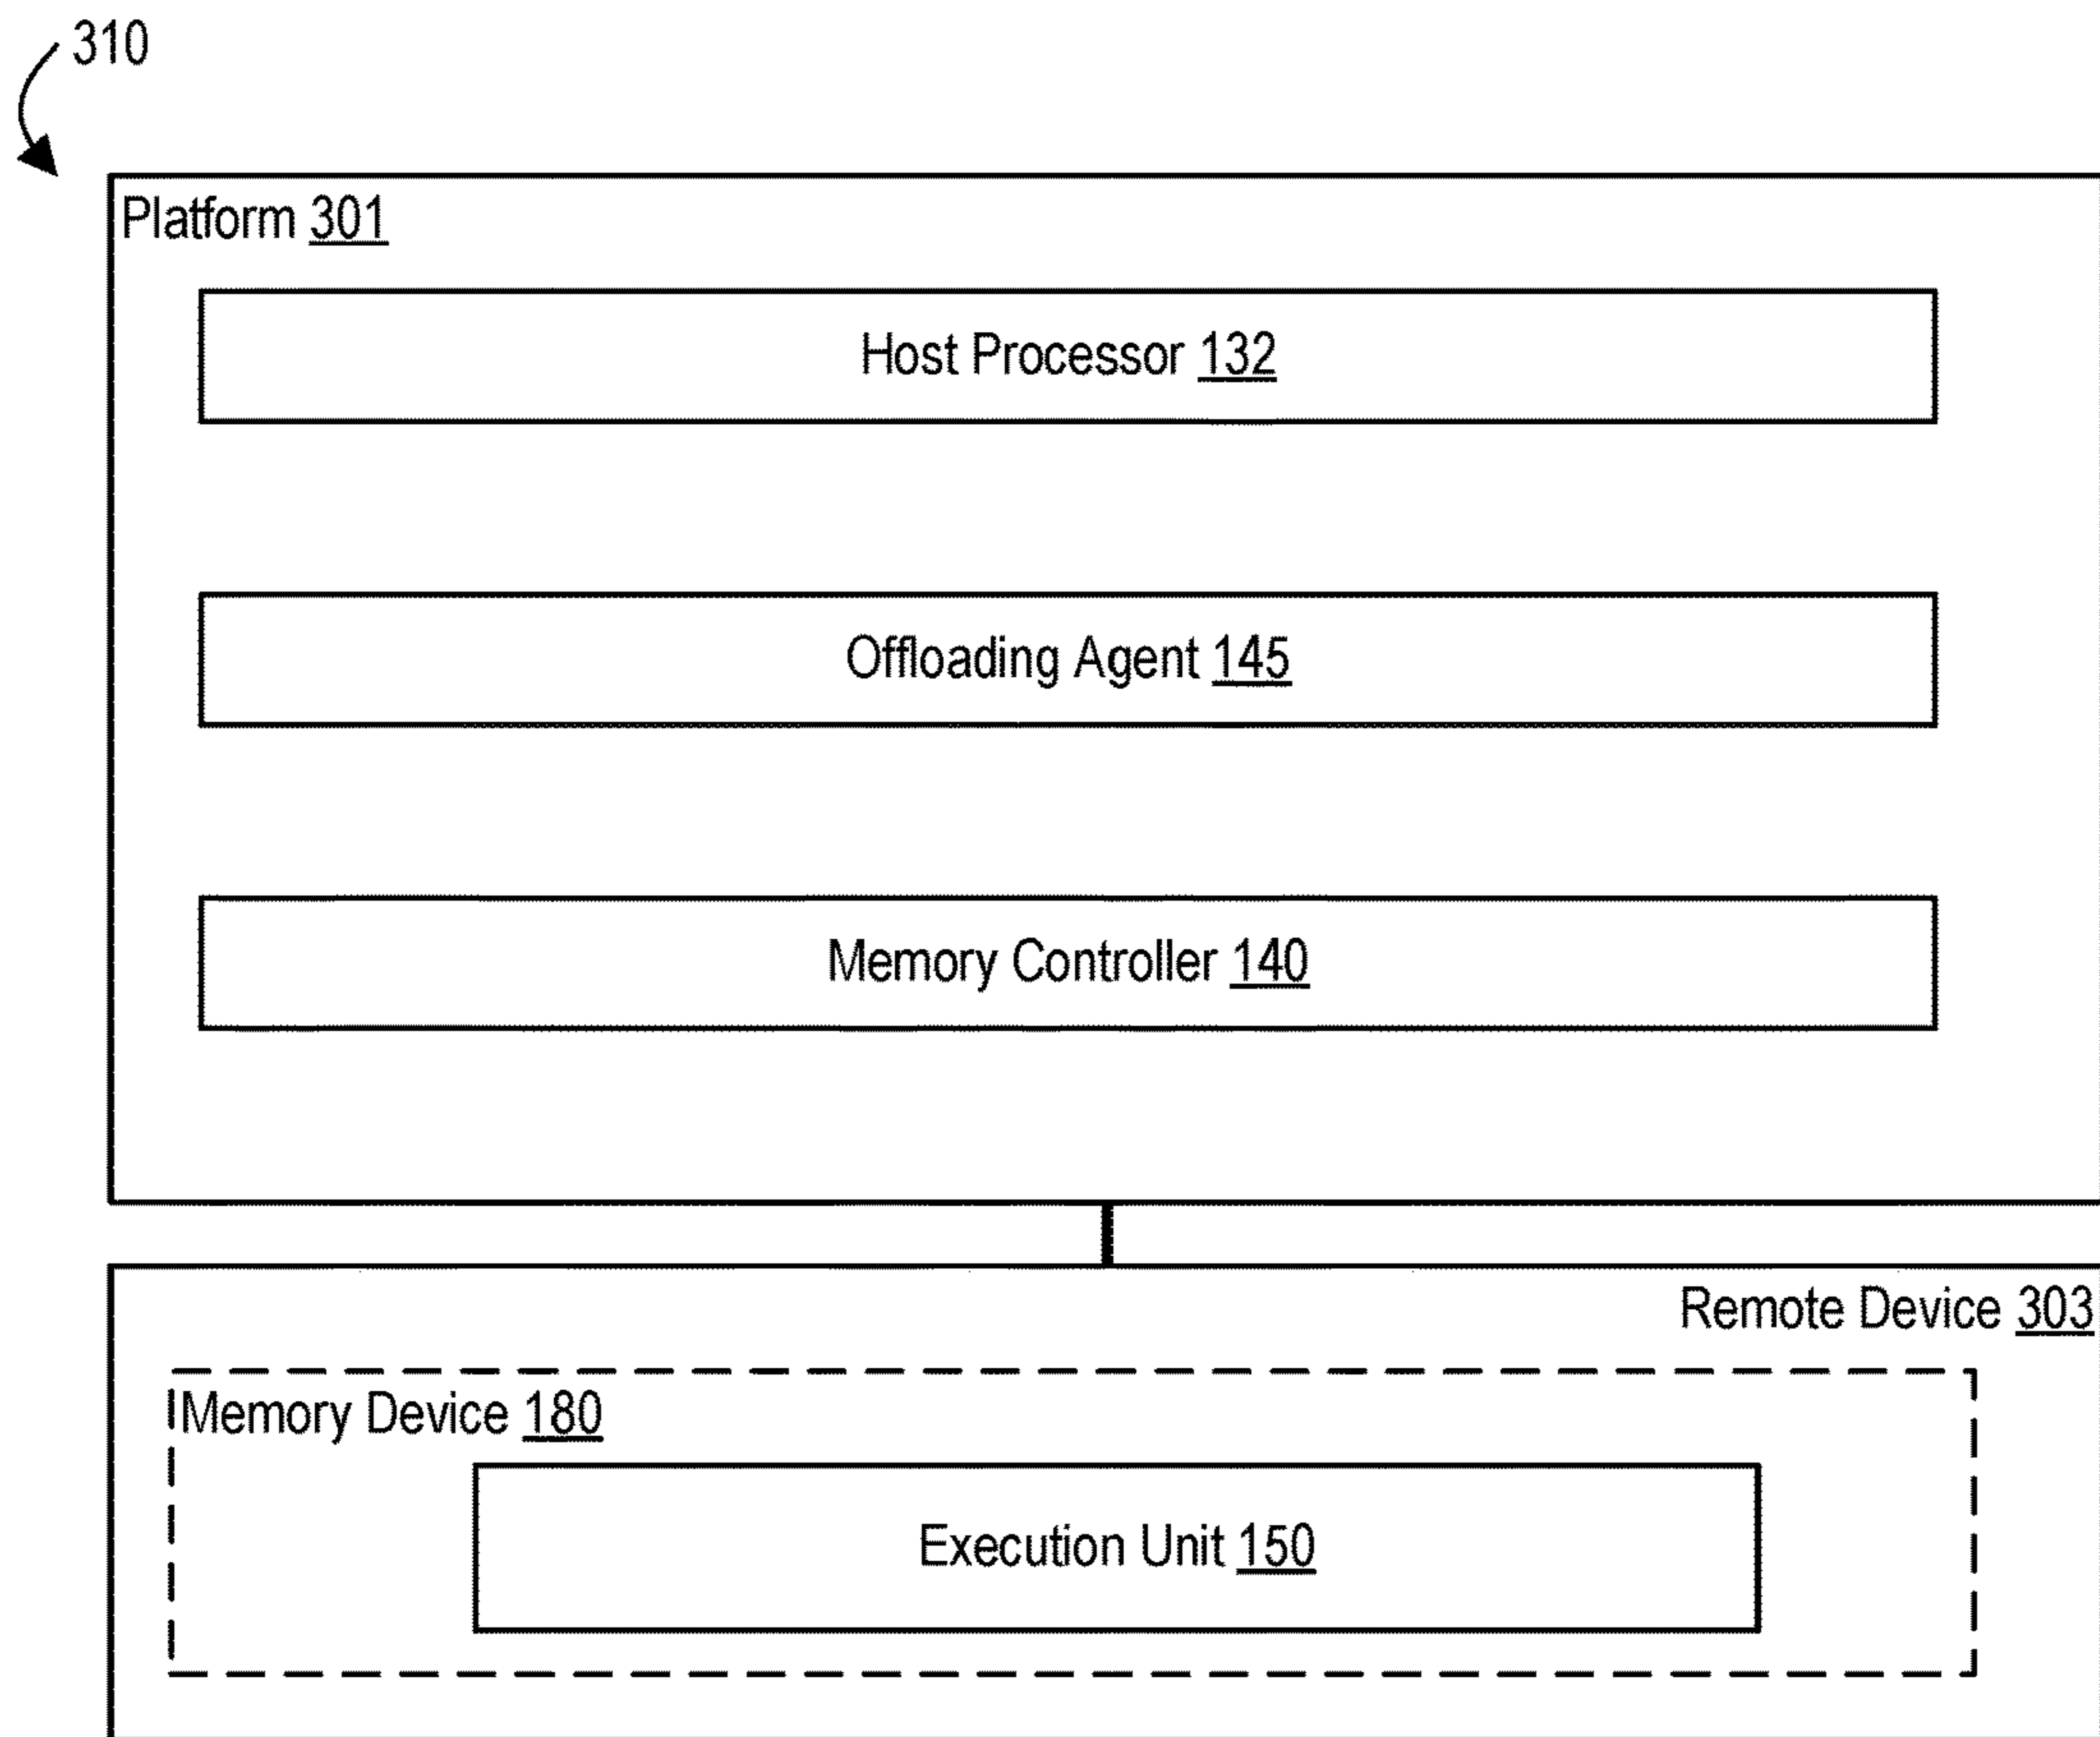 310
Platform 301
Host Processor 132
Offloading Agent 145
Memory Controller 140
Remote Device 303
Memory Device 180
Execution Unit 150